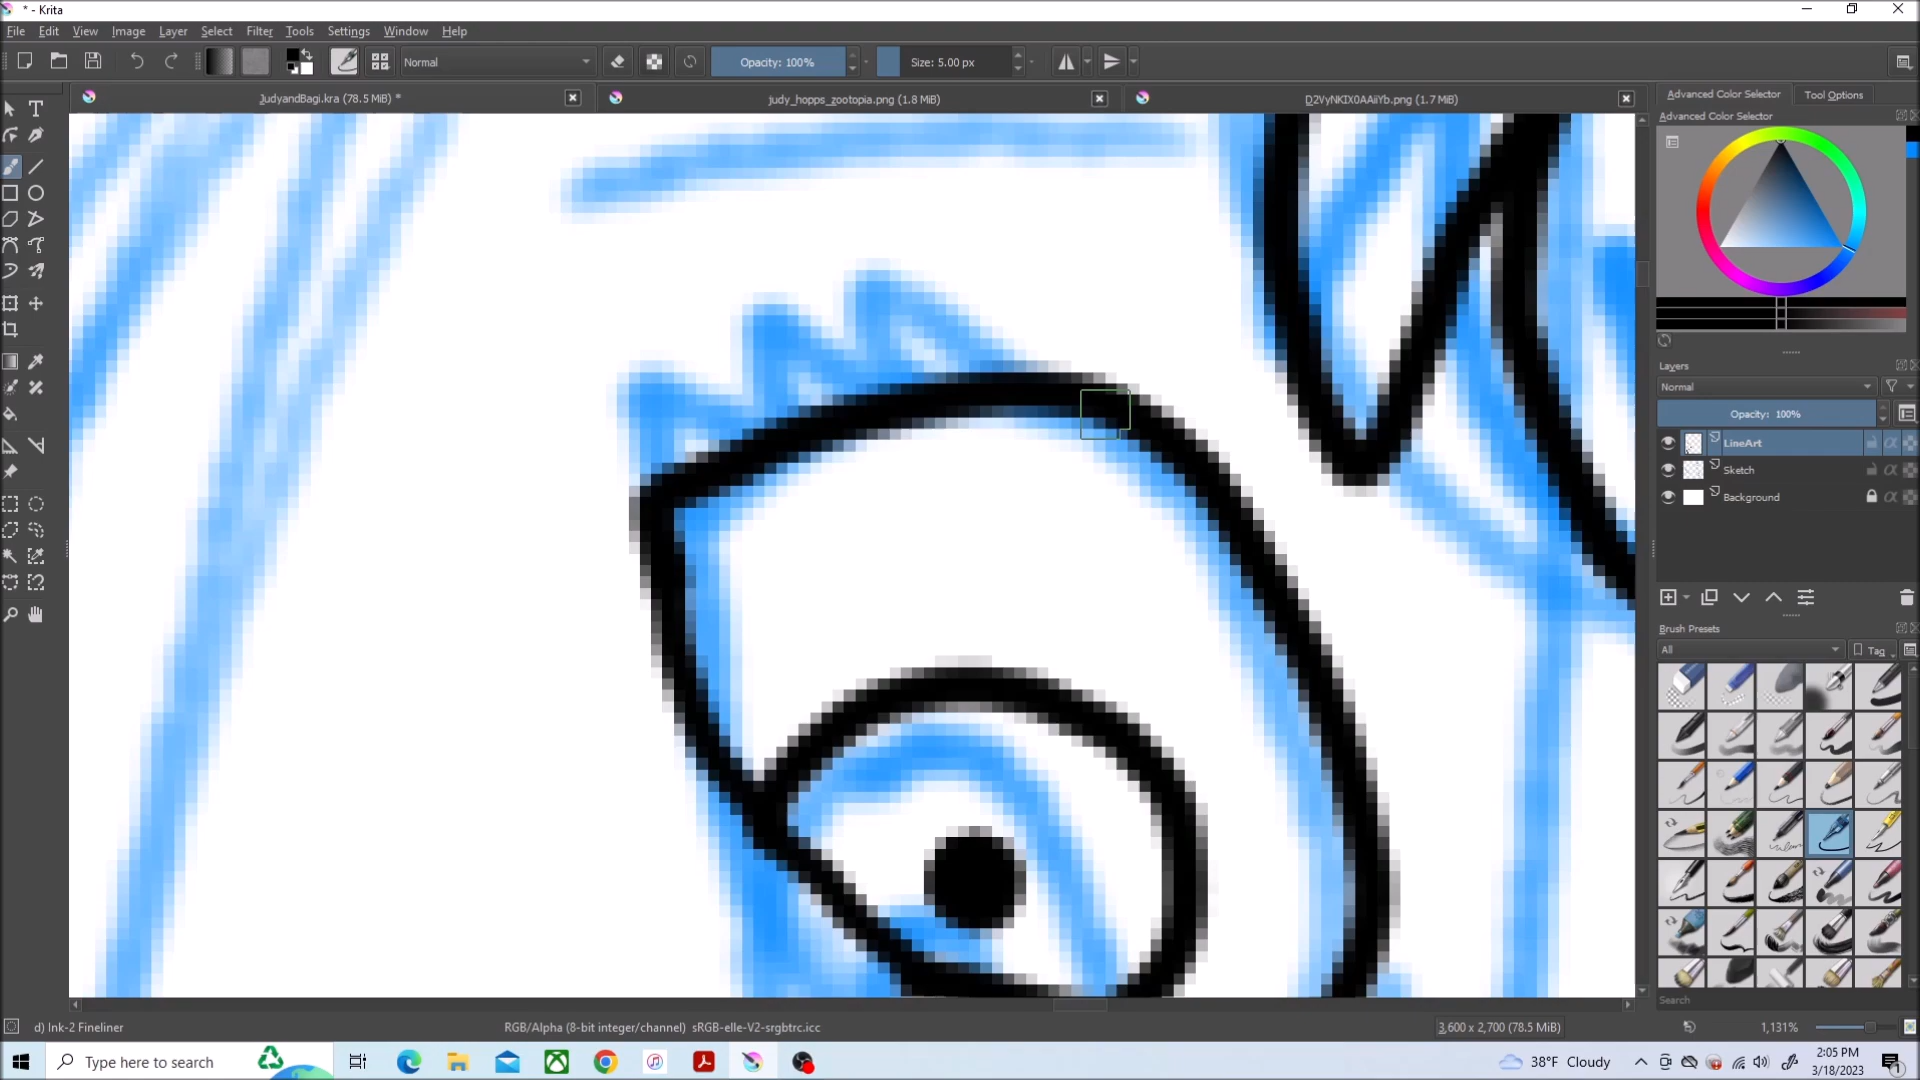 * - Krita
File Edit View Image Layer Select Filter Tools Settings Window Help
Normal
Opacity: 100%
Size: 5.00 px
JudyandBagi.kra (78.5 MiB) *
judy_hopps_zootopia.png (1.8 MiB)
D2VyNKIX0AAiiYb.png (1.7 MiB)
Advanced Color Selector
Tool Options
Advanced Color Selector
Layers
Normal
Opacity: 100%
LineArt
Sketch
Background
Brush Presets
All
Tag
Search
d) Ink-2 Fineliner
RGB/Alpha (8-bit integer/channel) sRGB-elle-V2-srgbtrc.icc
3,600 x 2,700 (78.5 MiB)
1,131%
Type here to search
38°F Cloudy
2:05 PM
3/18/2023
1